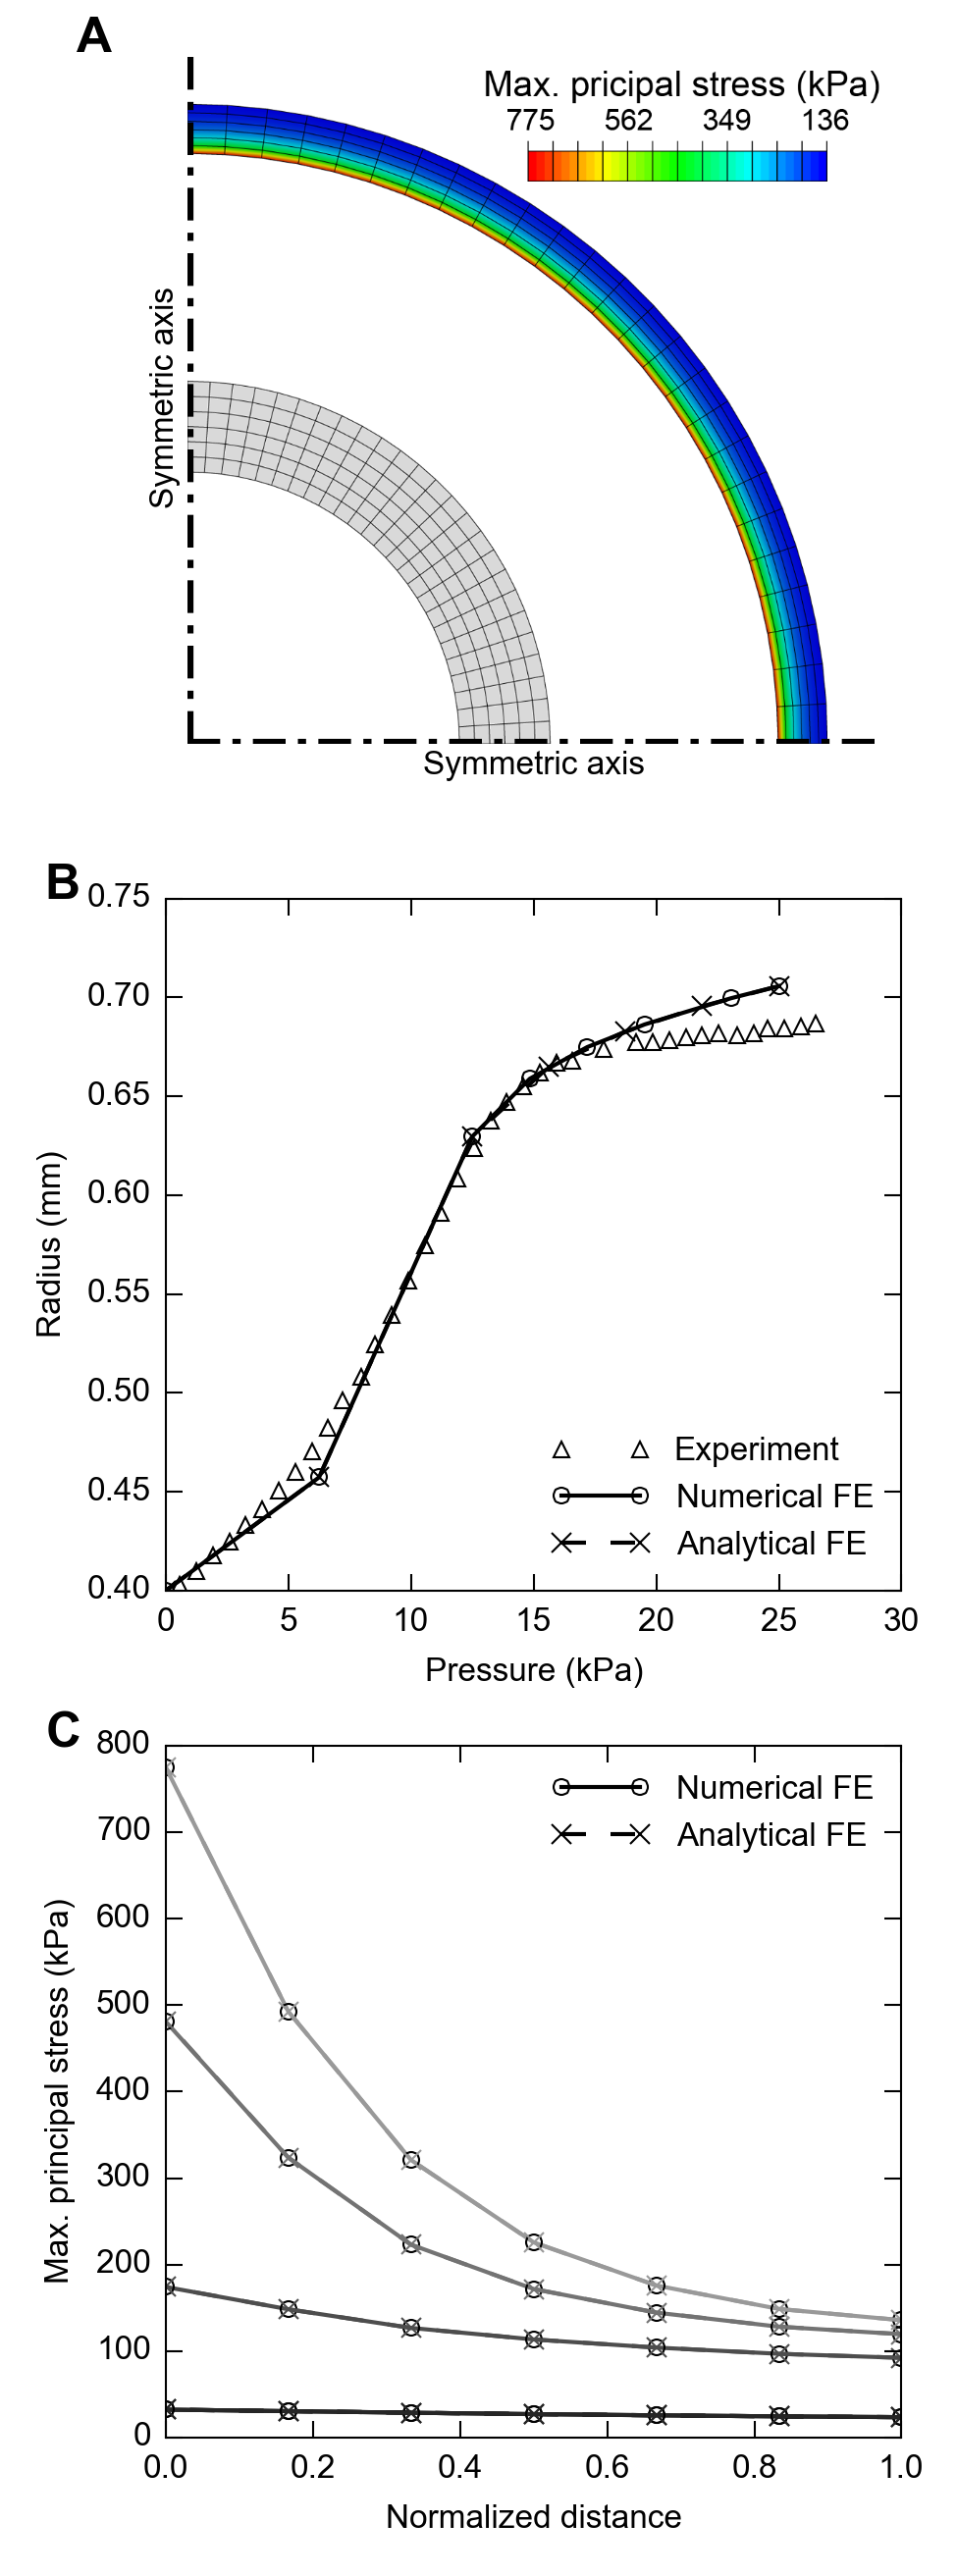 A
Max. pricipal stress (kPa)
775 562 349 136
Symmetric axis
Symmetric axis
B
0.75
0.70
0.65
0.60
0.55
0.50
0.45
0.40
Radius (mm)
Experiment
Numerical FE
Analytical FE
0 5 10 15 20 25 30
Pressure (kPa)
C
800
700
600
500
400
300
200
100
0
Max. principal stress (kPa)
Numerical FE
Analytical FE
0.0 0.2 0.4 0.6 0.8 1.0
Normalized distance